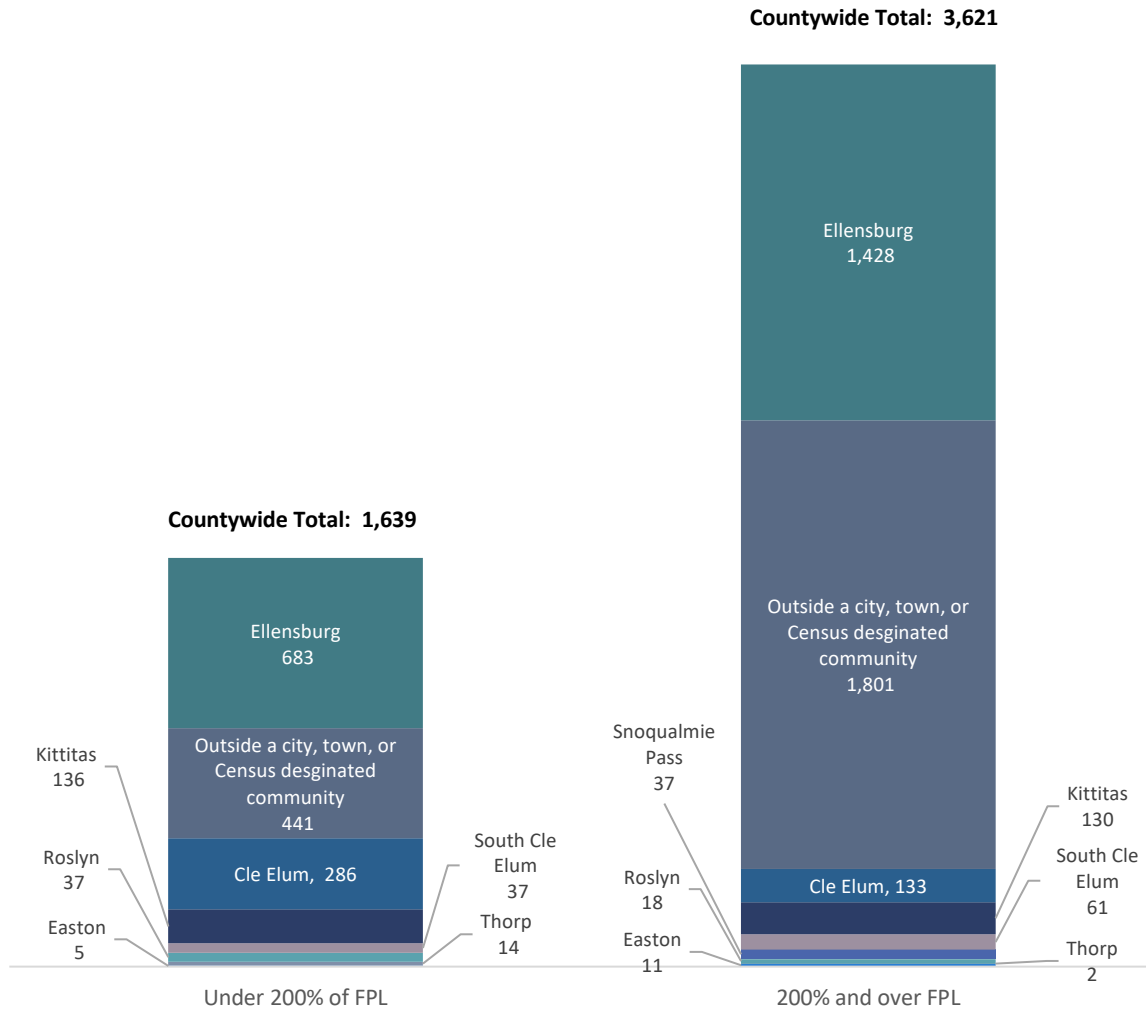 Countywide Total: 3,621
Ellensburg
1,428
Outside a city, town, or
Census desginated
community
1,801
Cle Elum, 133
Snoqualmie
Pass
37
Roslyn
18
Easton
11
Kittitas
130
South Cle
Elum
61
Thorp
2
200% and over FPL
Countywide Total: 1,639
Ellensburg
683
Outside a city, town, or
Census desginated
community
441
Cle Elum, 286
Kittitas
136
Roslyn
37
Easton
5
South Cle
Elum
37
Thorp
14
Under 200% of FPL